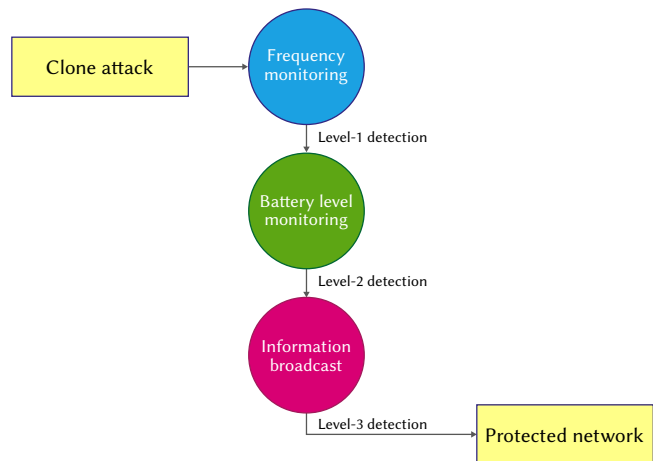 Clone attack
Frequency
monitoring
Level-1 detection
Battery level
monitoring
Level-2 detection
Information
broadcast
Level-3 detection
Protected network